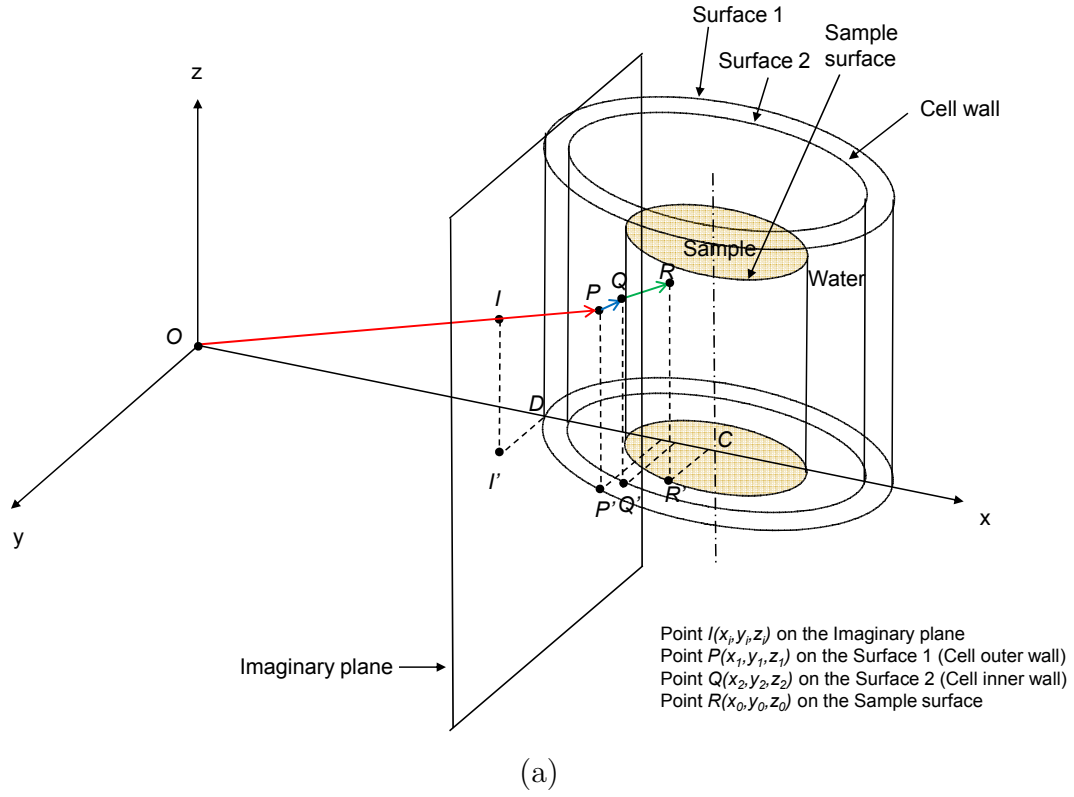 Surface 1
Sample
surface
Surface 2
Cell wall
z
Sample
Water
R
Q
P
I
O
D
C
I'
R'
Q'
P'
x
y
Imaginary plane
Point I(xᵢ,yᵢ,zᵢ) on the Imaginary plane
Point P(x₁,y₁,z₁) on the Surface 1 (Cell outer wall)
Point Q(x₂,y₂,z₂) on the Surface 2 (Cell inner wall)
Point R(x₀,y₀,z₀) on the Sample surface
(a)